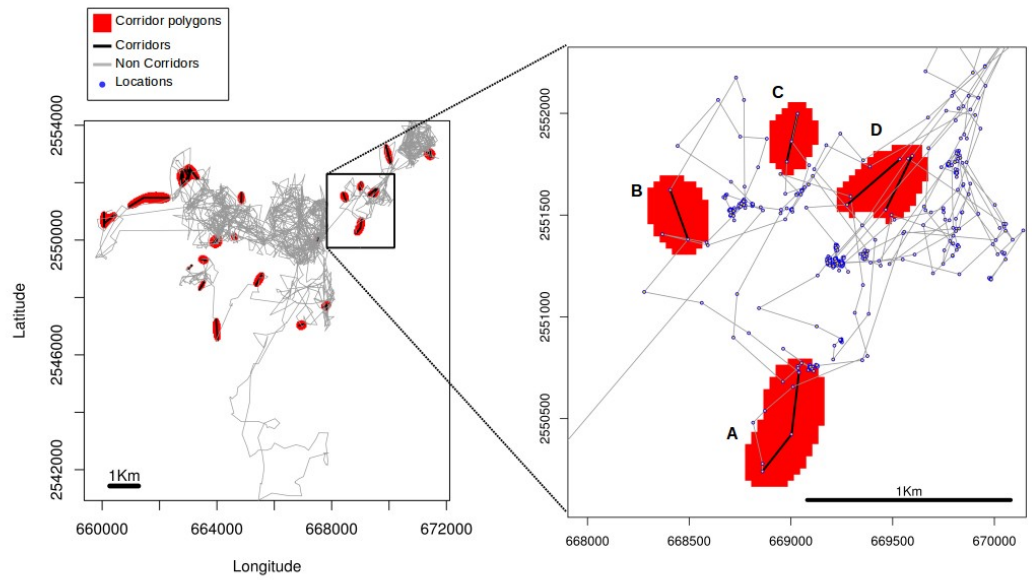 Corridor polygons
Corridors
Non Corridors
Locations
2554000
2550000
2546000
2542000
Latitude
1Km
660000
664000
668000
672000
Longitude
2552000
2551500
2551000
2550500
C
D
B
A
1Km
668000
668500
669000
669500
670000